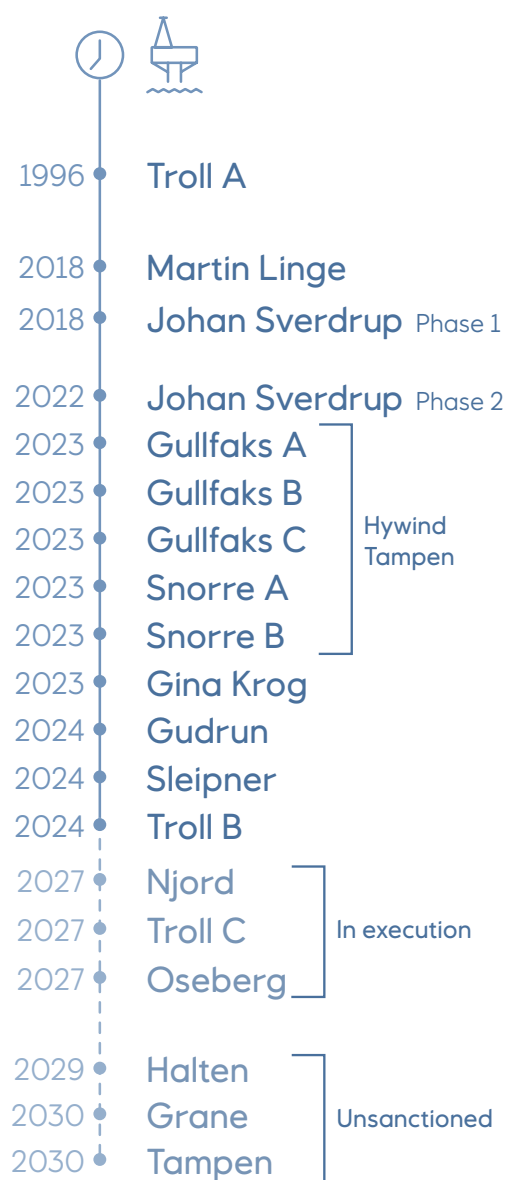 1996 Troll A
2018 Martin Linge
2018 Johan Sverdrup Phase 1
2022 Johan Sverdrup Phase 2
2023 Gullfaks A
2023 Gullfaks B
Hywind
2023 Gullfaks C
Tampen
2023 Snorre A
2023 Snorre B
2023 Gina Krog
2024 Gudrun
2024 Sleipner
2024 Troll B
2027 Njord
2027 Troll C In execution
2027 Oseberg
2029 Halten
2030 Grane Unsanctioned
2030 Tampen